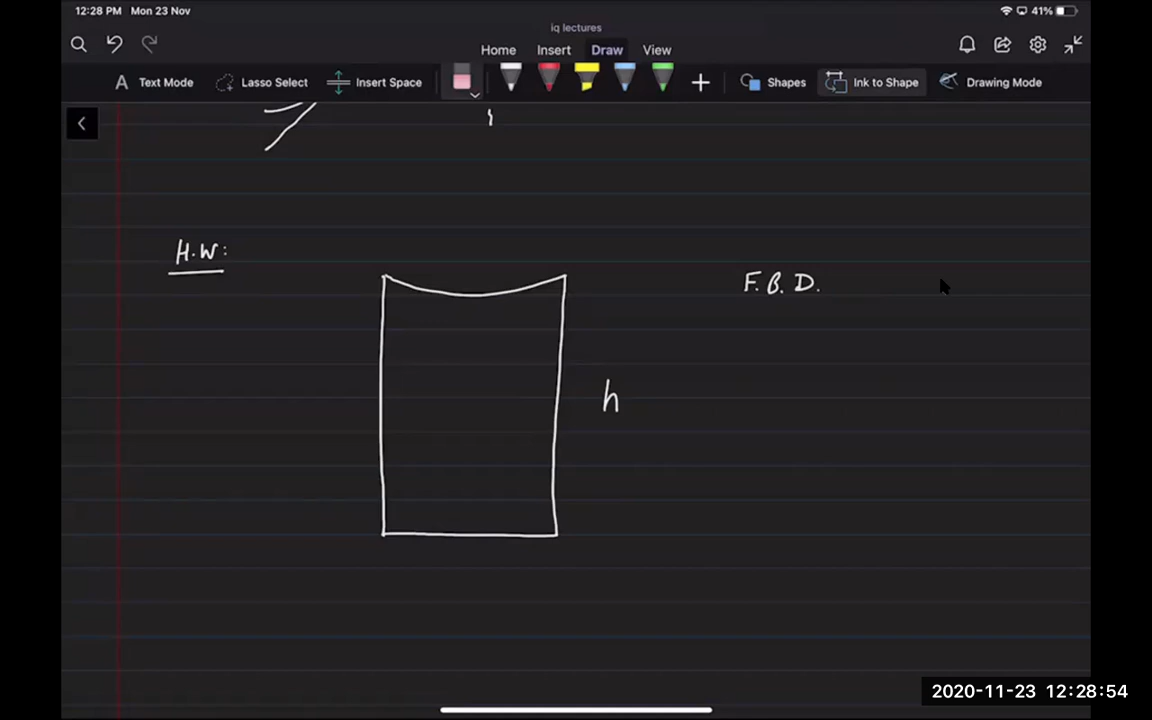 12:28 PM Mon 23 Nov 41%
iq lectures
Home Insert Draw View
Text Mode Lasso Select Insert Space Shapes Ink to Shape Drawing Mode
H.W:
F.B.D.
h
2020-11-23 12:28:54